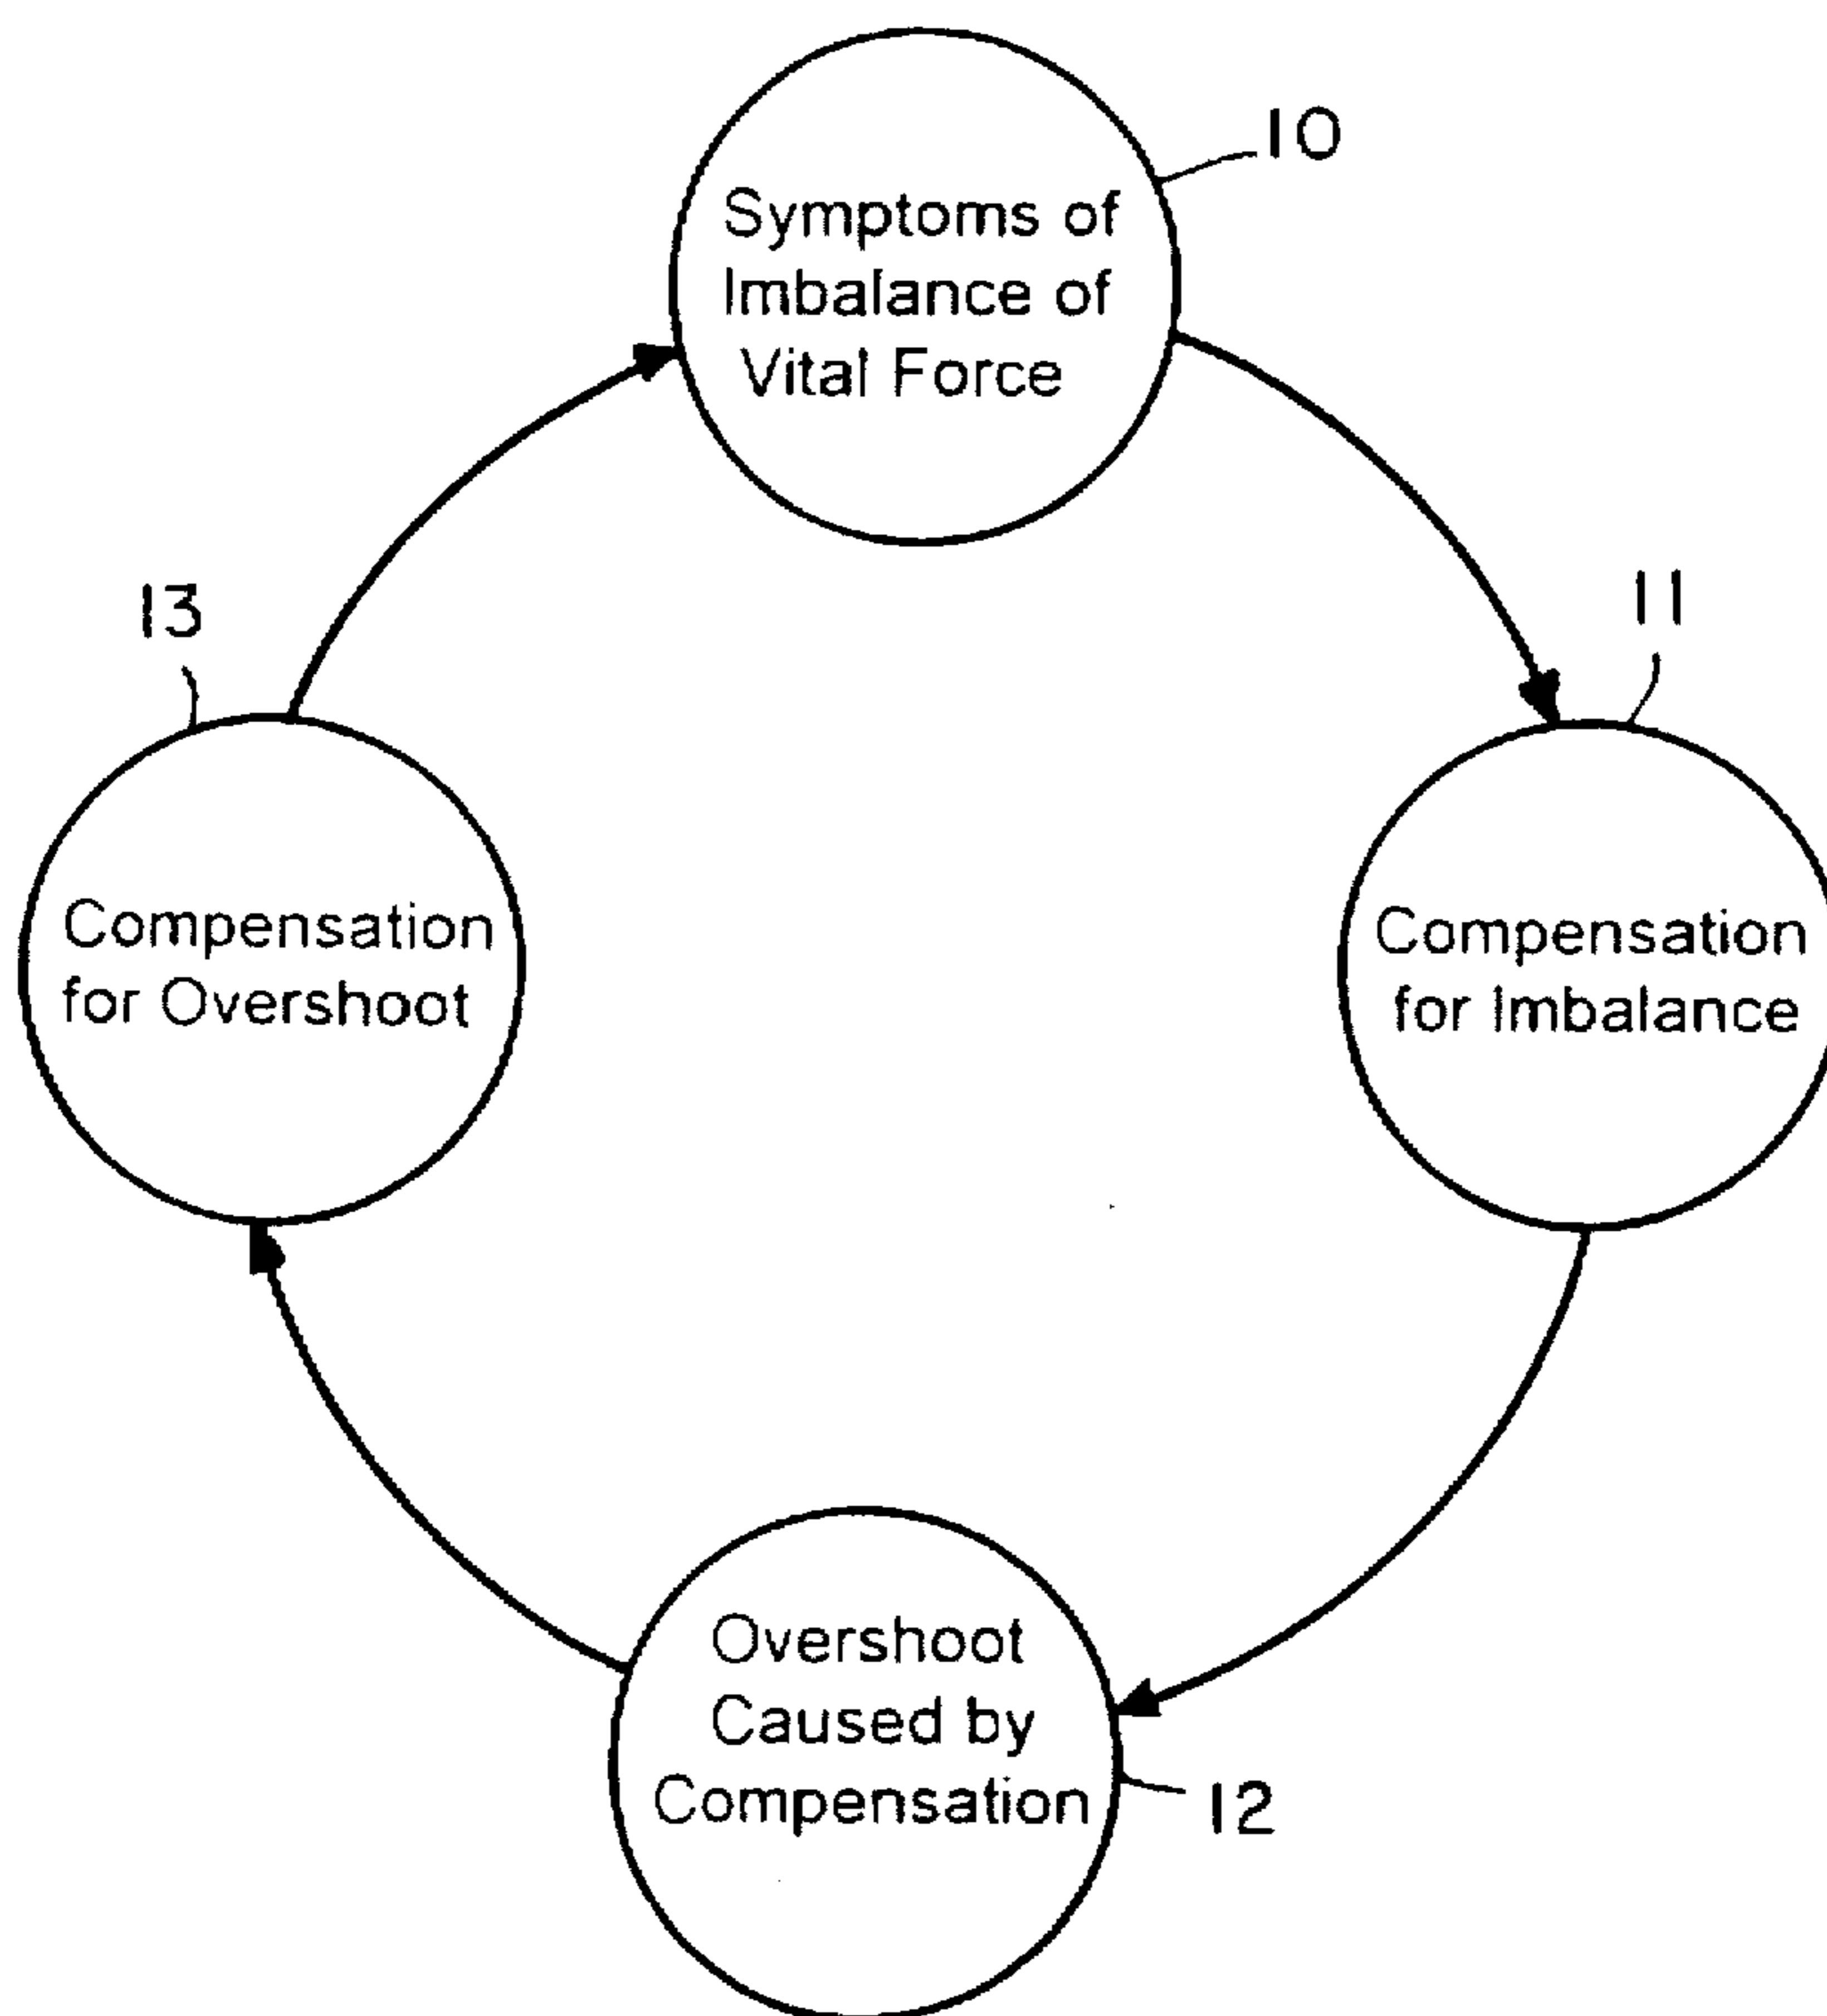 10
Symptoms of
Imbalance of
Vital Force
13
11
Compensation
for Overshoot
Compensation
for Imbalance
Overshoot
Caused by
Compensation
12